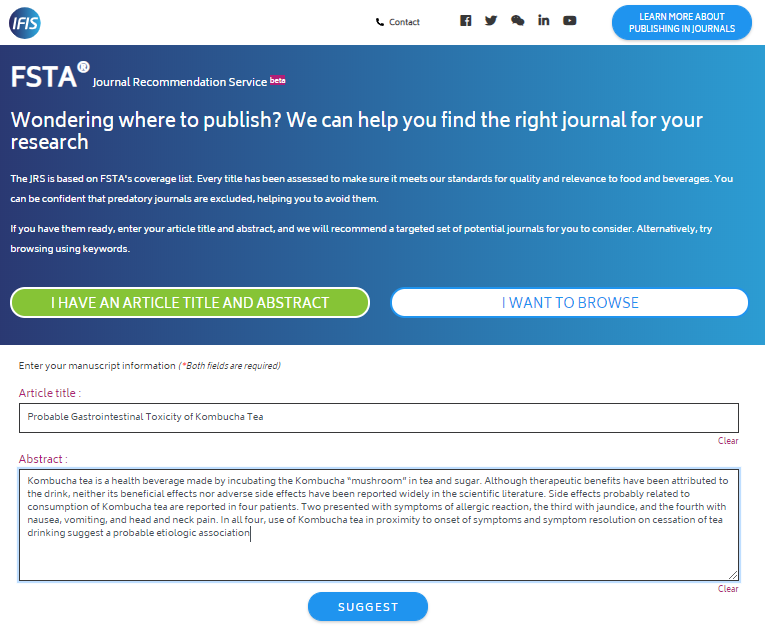 IFIS
Contact
LEARN MORE ABOUT
PUBLISHING IN JOURNALS
FSTA® Journal Recommendation Service beta
Wondering where to publish? We can help you find the right journal for your
research
The JRS is based on FSTA's coverage list. Every title has been assessed to make sure it meets our standards for quality and relevance to food and beverages. You
can be confident that predatory journals are excluded, helping you to avoid them.
If you have them ready, enter your article title and abstract, and we will recommend a targeted set of potential journals for you to consider. Alternatively, try
browsing using keywords.
I HAVE AN ARTICLE TITLE AND ABSTRACT
I WANT TO BROWSE
Enter your manuscript information (*Both fields are required)
Article title :
Probable Gastrointestinal Toxicity of Kombucha Tea
Clear
Abstract :
Kombucha tea is a health beverage made by incubating the Kombucha “mushroom” in tea and sugar. Although therapeutic benefits have been attributed to
the drink, neither its beneficial effects nor adverse side effects have been reported widely in the scientific literature. Side effects probably related to
consumption of Kombucha tea are reported in four patients. Two presented with symptoms of allergic reaction, the third with jaundice, and the fourth with
nausea, vomiting, and head and neck pain. In all four, use of Kombucha tea in proximity to onset of symptoms and symptom resolution on cessation of tea
drinking suggest a probable etiologic association
Clear
SUGGEST